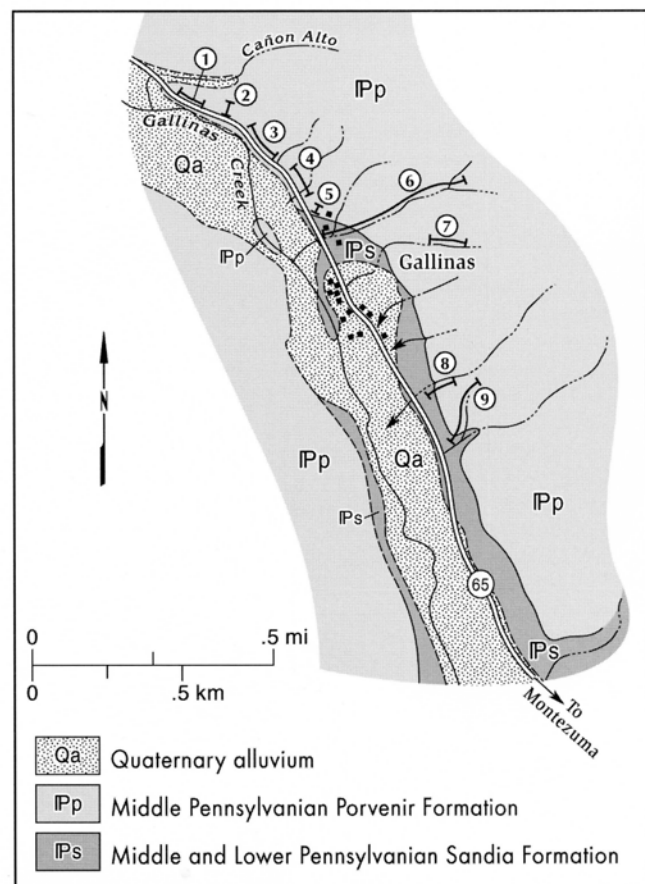 Cañon Alto
1
ℙp
2
Gallinas
Creek
3
4
Qa
6
5
7
ℙp
ℙs
Gallinas
8
9
N
ℙp
Qa
ℙp
ℙs
65
0 .5 mi
0 .5 km
ℙs
To
Montezuma
Qa Quaternary alluvium
ℙp Middle Pennsylvanian Porvenir Formation
ℙs Middle and Lower Pennsylvanian Sandia Formation